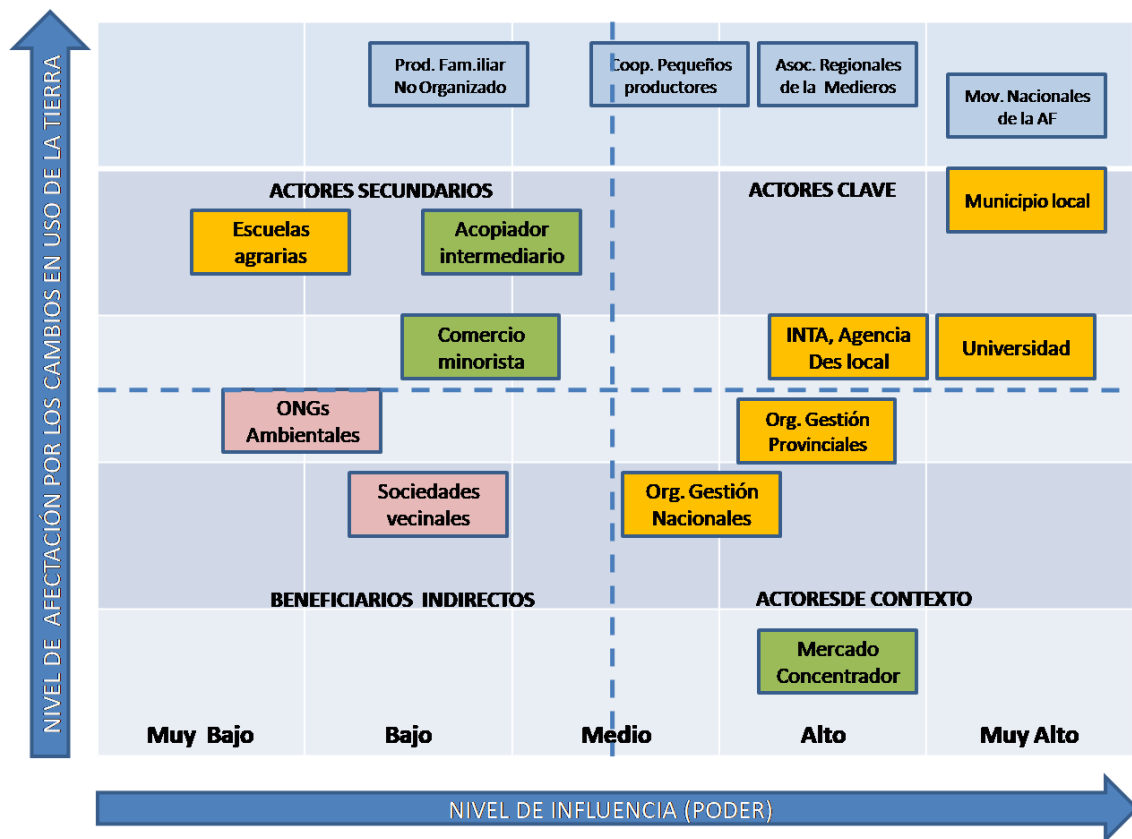 NIVEL DE AFECTACIÓN POR LOS CAMBIOS EN USO DE LA TIERRA
Prod. Fam.iliar
No Organizado
Coop. Pequeños
productores
Asoc. Regionales
de la Medieros
Mov. Nacionales
de la AF
ACTORES SECUNDARIOS
ACTORES CLAVE
Municipio local
Escuelas
agrarias
Acopiador
intermediario
Comercio
minorista
INTA, Agencia
Des local
Universidad
ONGs
Ambientales
Org. Gestión
Provinciales
Sociedades
vecinales
Org. Gestión
Nacionales
BENEFICIARIOS INDIRECTOS
ACTORESDE CONTEXTO
Mercado
Concentrador
Muy Bajo
Bajo
Medio
Alto
Muy Alto
NIVEL DE INFLUENCIA (PODER)